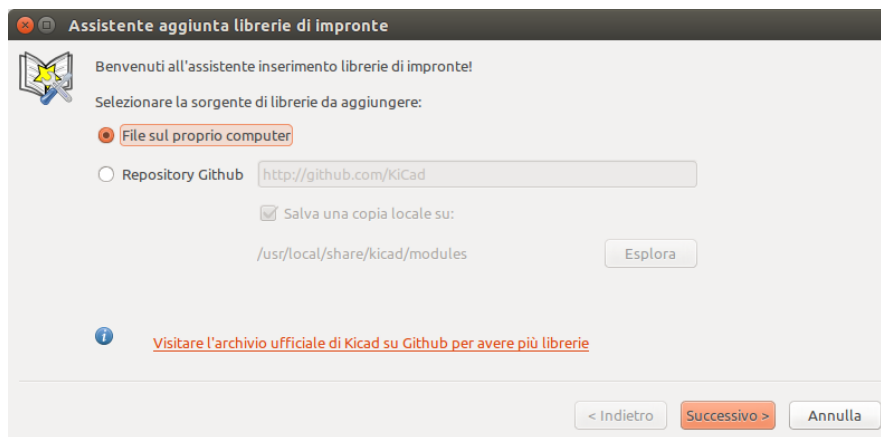 Assistente aggiunta librerie di impronte
Benvenuti all'assistente inserimento librerie di impronte!
Selezionare la sorgente di librerie da aggiungere:
File sul proprio computer
Repository Github http://github.com/KiCad
Salva una copia locale su:
/usr/local/share/kicad/modules Esplora
Visitare l'archivio ufficiale di Kicad su Github per avere più librerie
< Indietro Successivo > Annulla